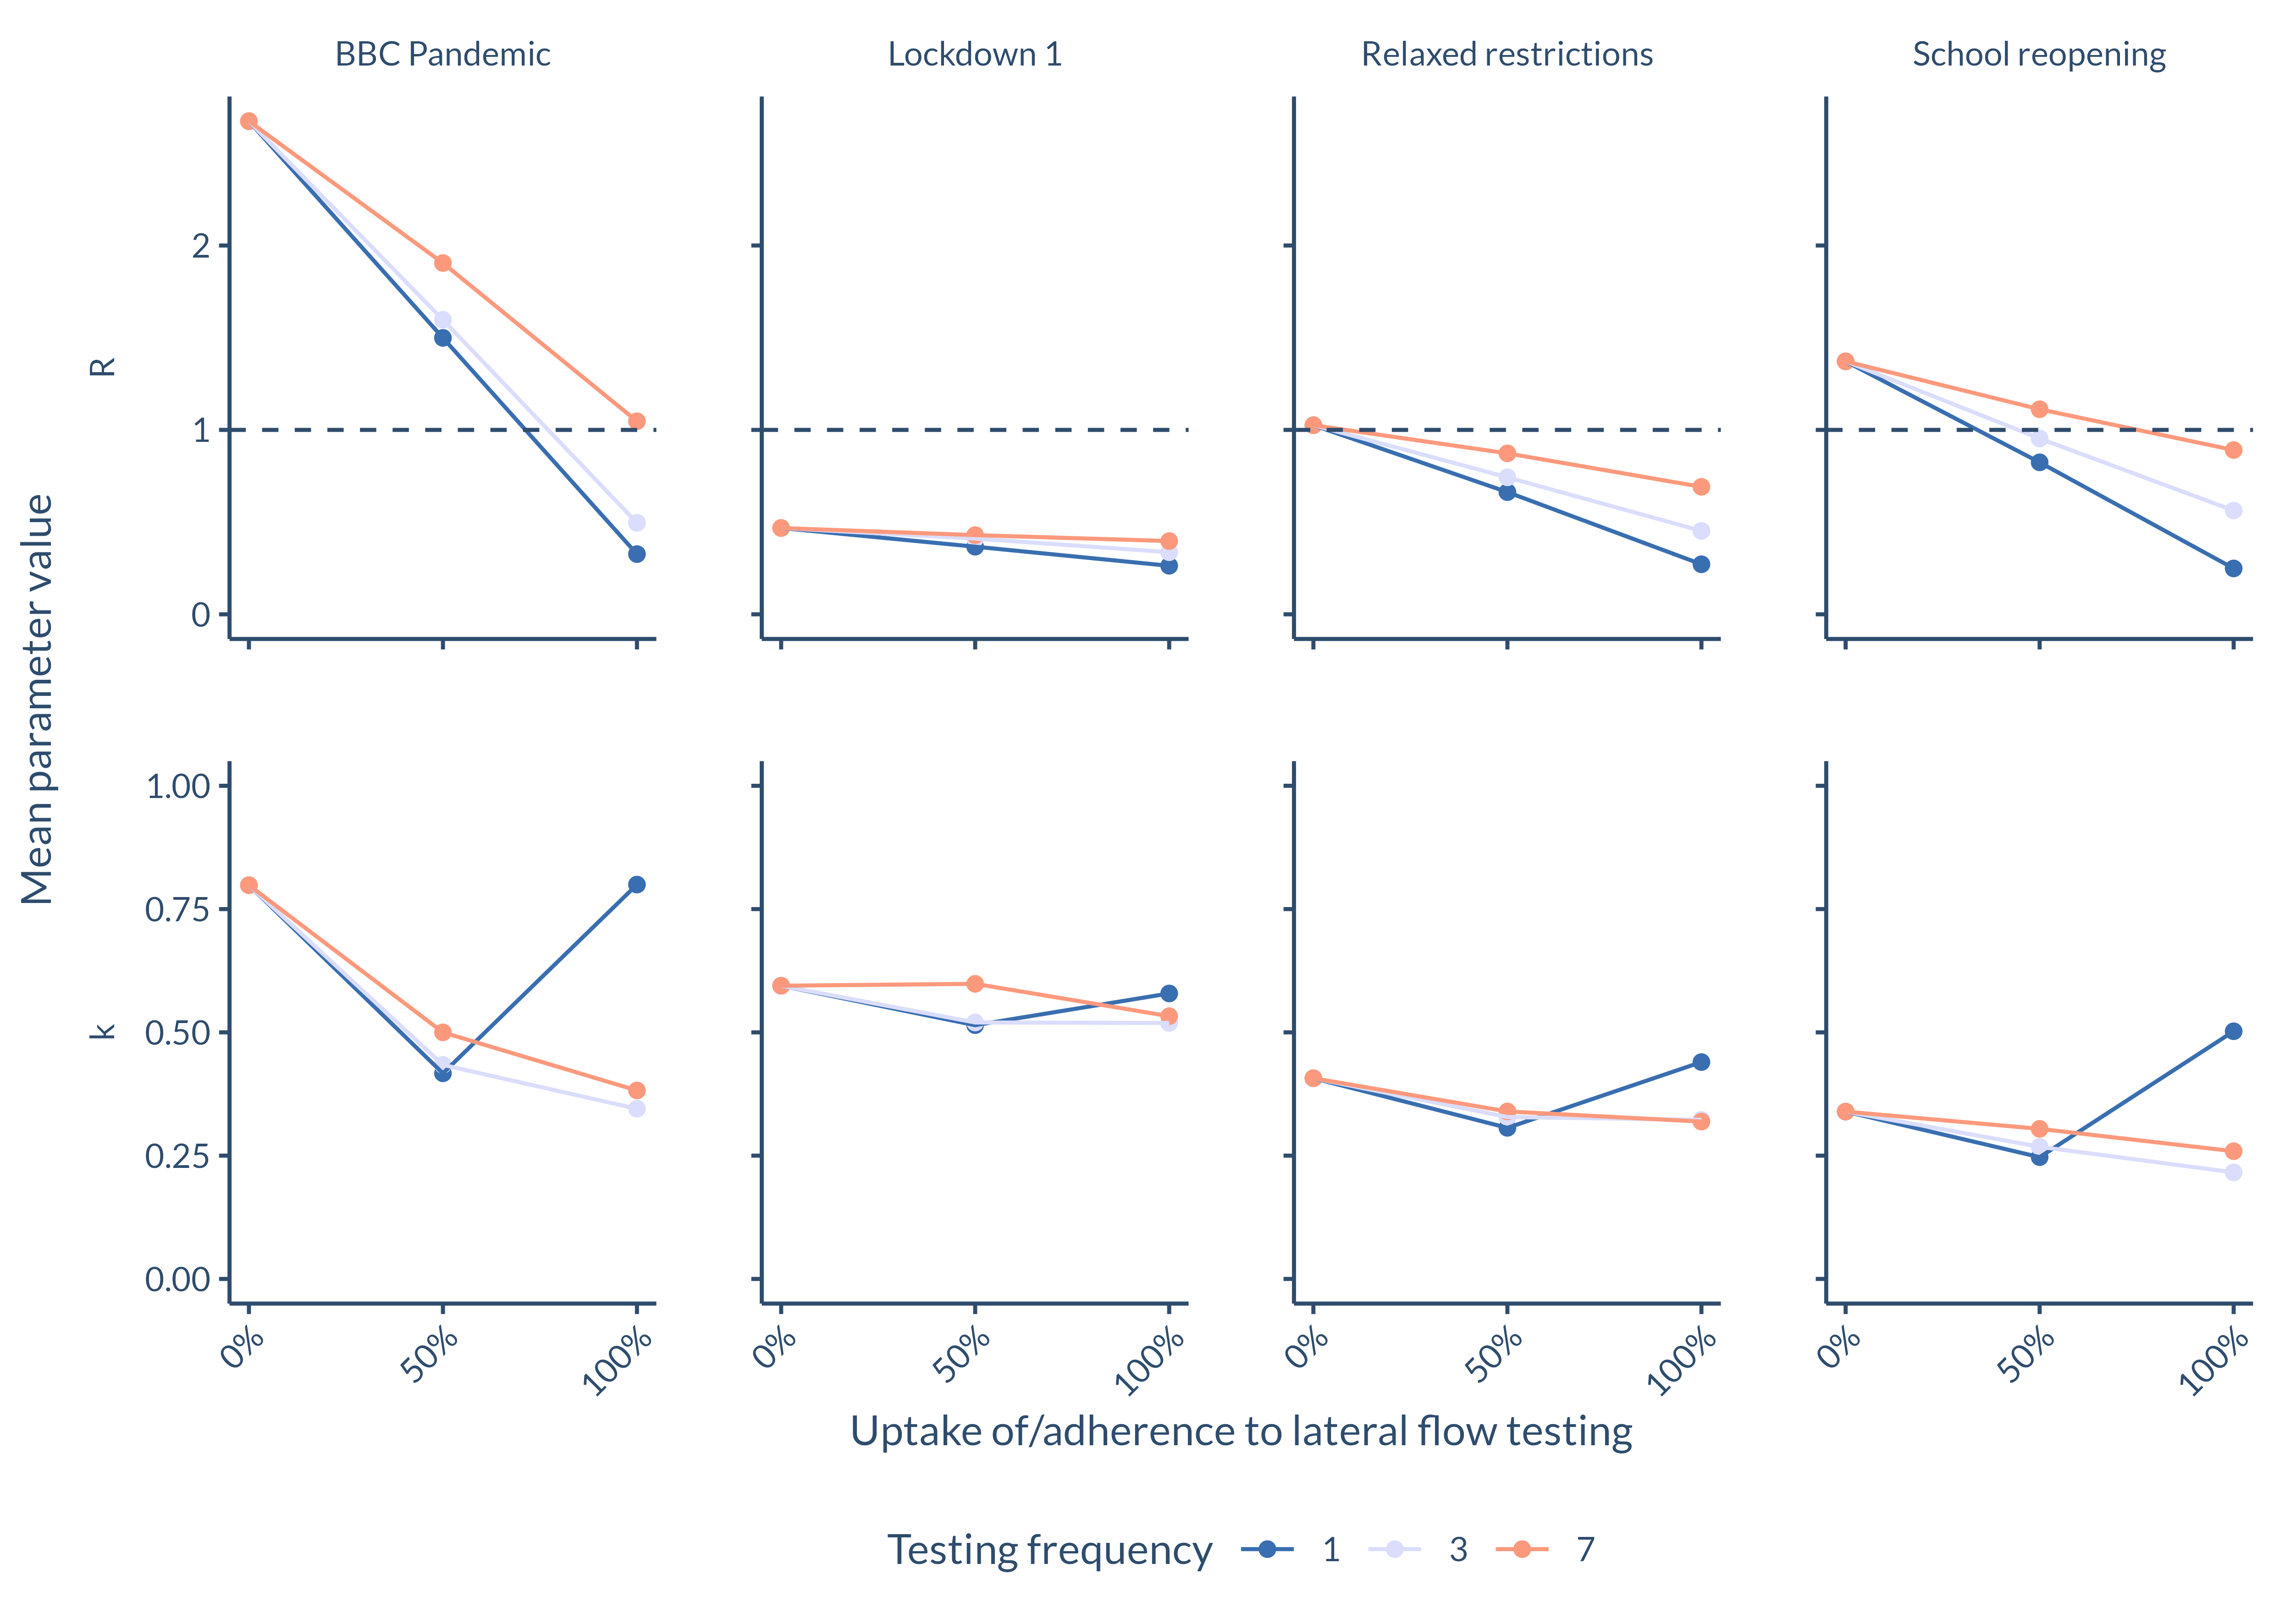 BBC Pandemic Lockdown 1 Relaxed restrictions School reopening
Mean parameter value
R
2
1
0
k
1.00
0.75
0.50
0.25
0.00
0% 50% 100% 0% 50% 100% 0% 50% 100% 0% 50% 100%
Uptake of/adherence to lateral flow testing
Testing frequency 1 3 7